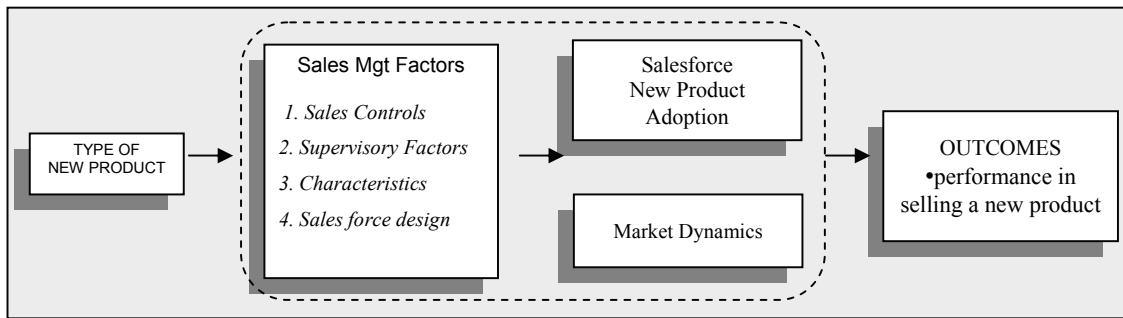 TYPE OF
NEW PRODUCT
Sales Mgt Factors
1. Sales Controls
2. Supervisory Factors
3. Characteristics
4. Sales force design
Salesforce
New Product
Adoption
Market Dynamics
OUTCOMES
•performance in
selling a new product